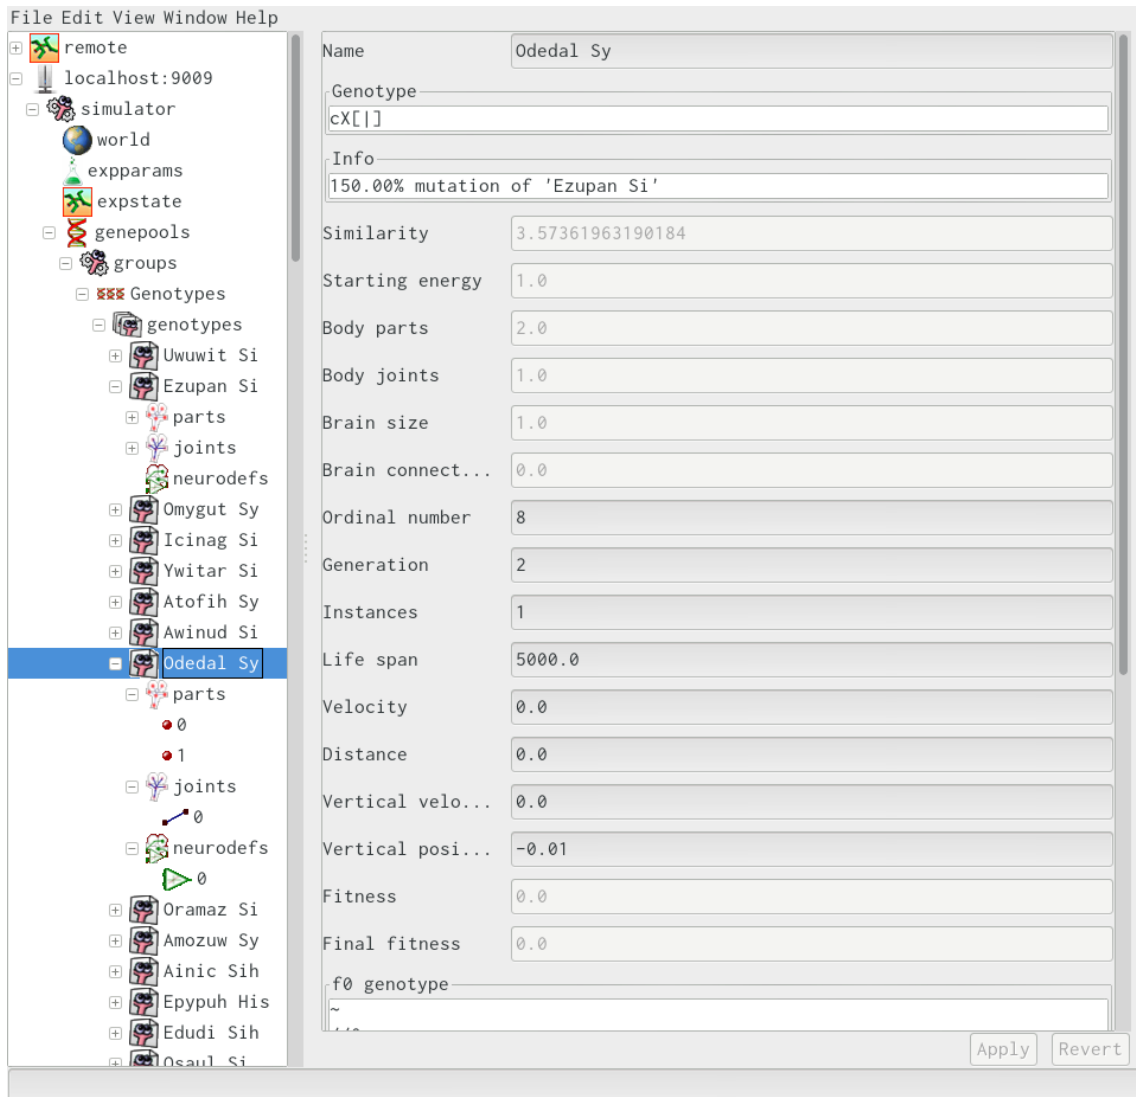 File Edit View Window Help
remote
localhost:9009
simulator
world
expparams
expstate
genepools
groups
Genotypes
genotypes
Uwuwit Si
Ezupan Si
parts
joints
neurodefs
Omygut Sy
Icinag Si
Ywitar Si
Atofih Sy
Awinud Si
Odedal Sy
parts
0
1
joints
0
neurodefs
0
Oramaz Si
Amozuw Sy
Ainic Sih
Epypuh His
Edudi Sih
Osaul Si
Name Odedal Sy
Genotype
cX[|]
Info
150.00% mutation of 'Ezupan Si'
Similarity 3.57361963190184
Starting energy 1.0
Body parts 2.0
Body joints 1.0
Brain size 1.0
Brain connect... 0.0
Ordinal number 8
Generation 2
Instances 1
Life span 5000.0
Velocity 0.0
Distance 0.0
Vertical velo... 0.0
Vertical posi... -0.01
Fitness 0.0
Final fitness 0.0
f0 genotype
~
Apply Revert